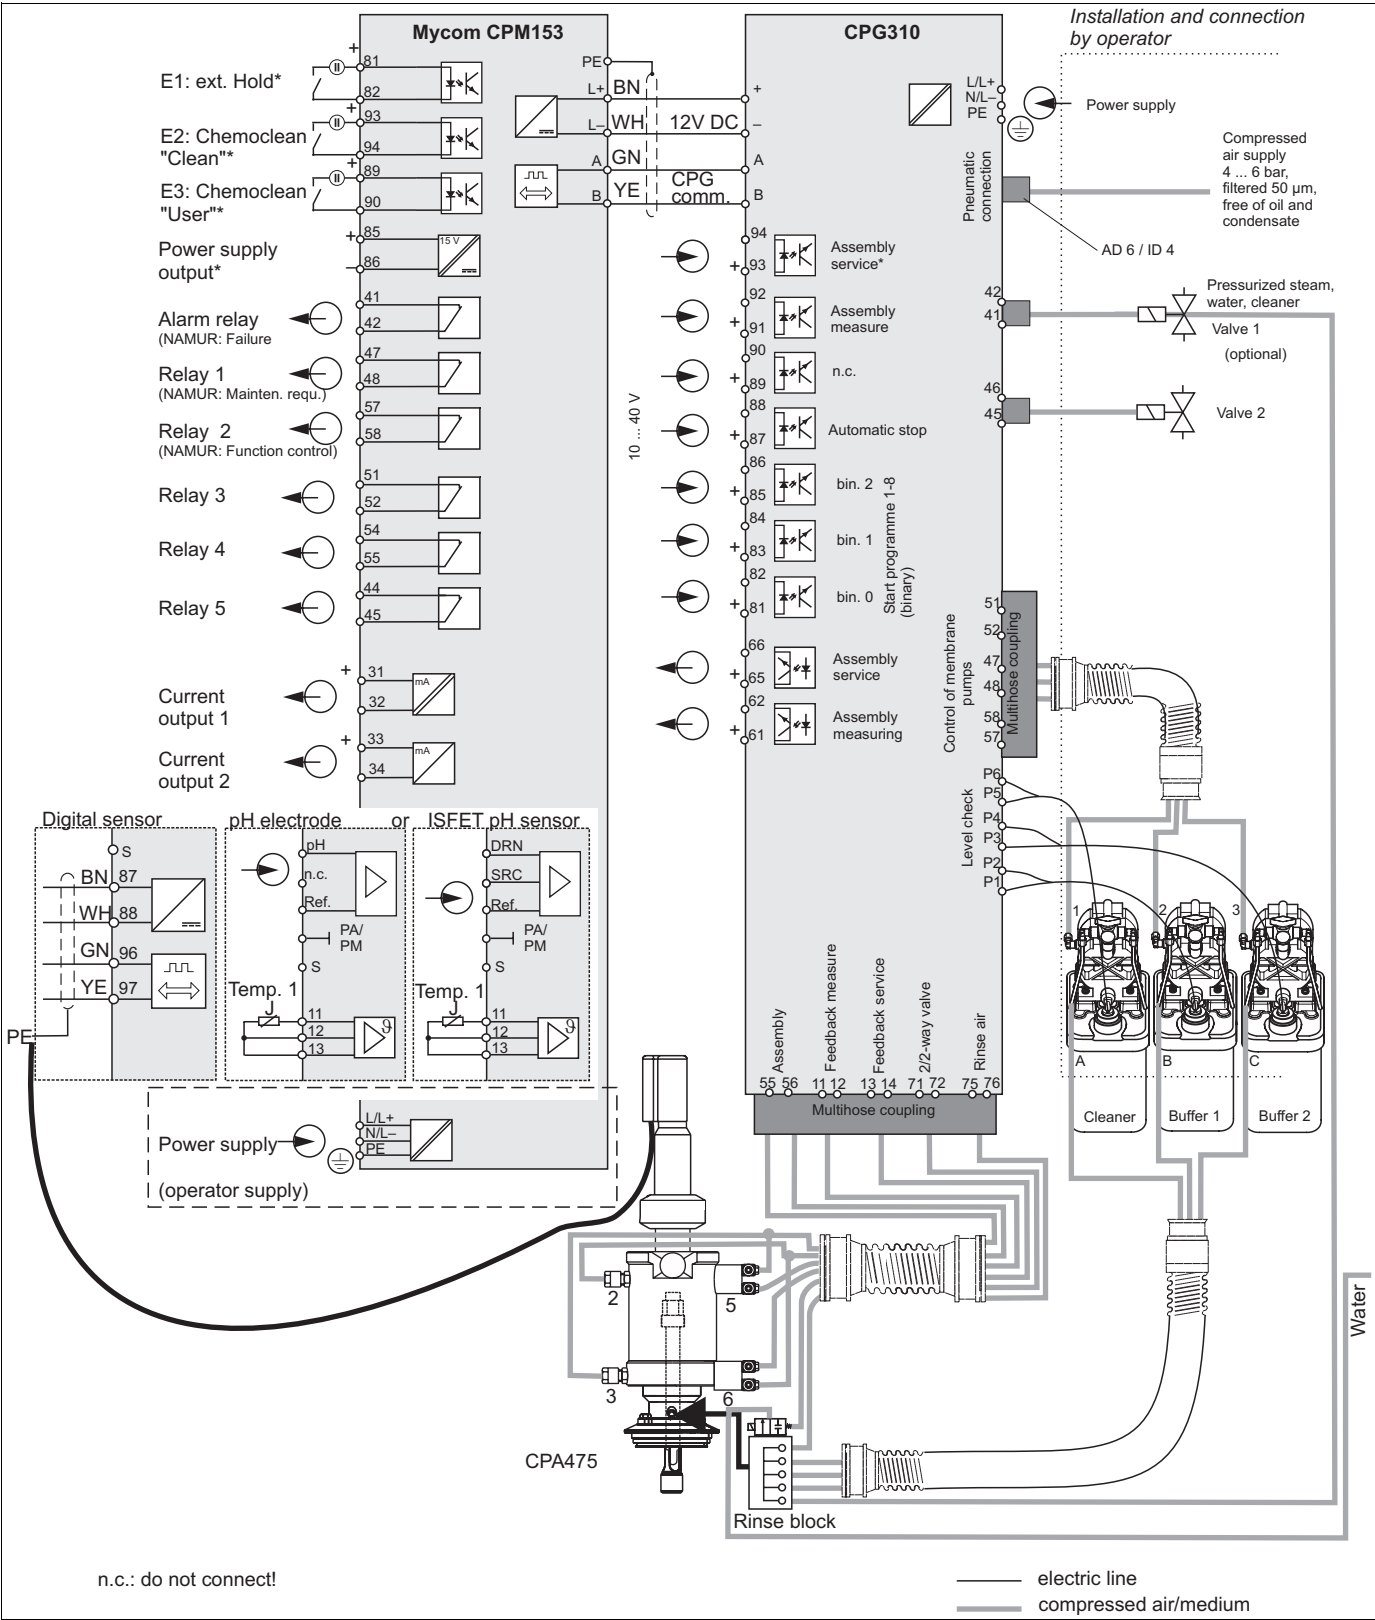 Mycom CPM153
CPG310
Installation and connection
by operator
E1: ext. Hold*
+
81
82
E2: Chemoclean
"Clean"*
+
93
94
E3: Chemoclean
"User"*
+
89
90
Power supply
output*
+
85
–
86
15 V
Alarm relay
(NAMUR: Failure
41
42
Relay 1
(NAMUR: Mainten. requ.)
47
48
Relay 2
(NAMUR: Function control)
57
58
Relay 3
51
52
Relay 4
54
55
Relay 5
44
45
Current
output 1
+
31
32
mA
Current
output 2
+
33
34
mA
PE
L+
BN
+
L–
WH
12V DC
–
A
GN
A
B
YE
CPG
comm.
B
10 ... 40 V
94
+
93
Assembly
service*
92
+
91
Assembly
measure
90
+
89
n.c.
88
+
87
Automatic stop
86
+
85
bin. 2
84
+
83
bin. 1
82
+
81
bin. 0
Start programme 1-8
(binary)
66
+
65
Assembly
service
62
+
61
Assembly
measuring
L/L+
N/L–
PE
Power supply
Pneumatic
connection
Compressed
air supply
4 ... 6 bar,
filtered 50 µm,
free of oil and
condensate
AD 6 / ID 4
42
41
Pressurized steam,
water, cleaner
Valve 1
(optional)
46
45
Valve 2
51
52
47
48
58
57
Control of membrane
pumps
Multihose coupling
P6
P5
P4
P3
P2
P1
Level check
1
2
3
A
B
C
Cleaner
Buffer 1
Buffer 2
Digital sensor
S
BN
87
WH
88
GN
96
YE
97
PE
pH electrode
or
ISFET pH sensor
pH
n.c.
Ref.
PA/
PM
S
Temp. 1
11
12
13
ϑ
DRN
SRC
Ref.
PA/
PM
S
Temp. 1
11
12
13
ϑ
Power supply
L/L+
N/L–
PE
(operator supply)
Assembly
Feedback measure
Feedback service
2/2-way valve
Rinse air
55
56
11
12
13
14
71
72
75
76
Multihose coupling
2
5
3
6
CPA475
Rinse block
Water
n.c.: do not connect!
electric line
compressed air/medium